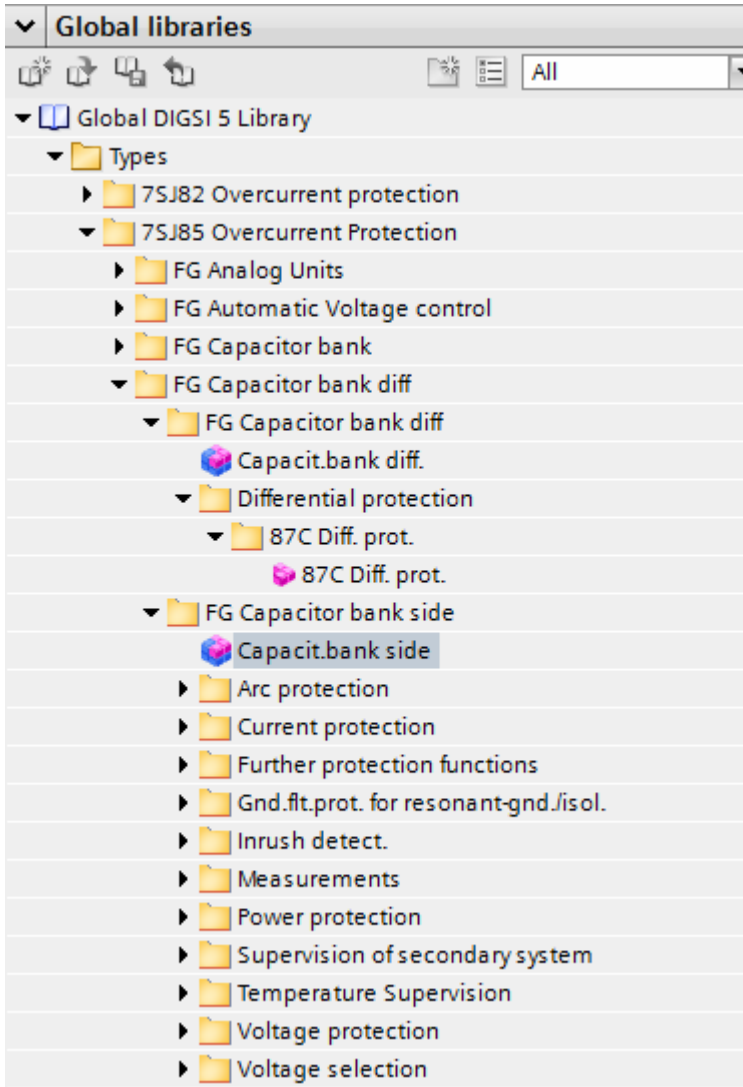 Global libraries
All
Global DIGSI 5 Library
Types
7SJ82 Overcurrent protection
7SJ85 Overcurrent Protection
FG Analog Units
FG Automatic Voltage control
FG Capacitor bank
FG Capacitor bank diff
FG Capacitor bank diff
Capacit.bank diff.
Differential protection
87C Diff. prot.
87C Diff. prot.
FG Capacitor bank side
Capacit.bank side
Arc protection
Current protection
Further protection functions
Gnd.flt.prot. for resonant-gnd./isol.
Inrush detect.
Measurements
Power protection
Supervision of secondary system
Temperature Supervision
Voltage protection
Voltage selection